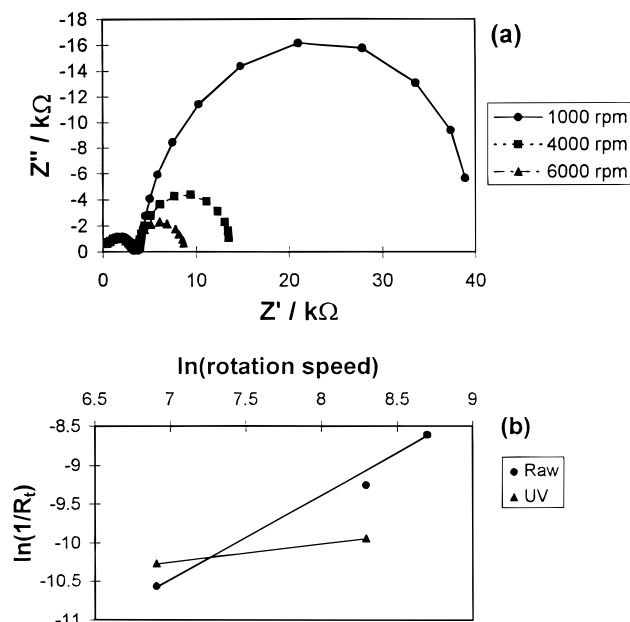 (a)
-18
-16
-14
-12
-10
-8
-6
-4
-2
0
Z'' / kΩ
0 10 20 30 40
Z' / kΩ
1000 rpm
4000 rpm
6000 rpm
ln(rotation speed)
6.5 7 7.5 8 8.5 9
(b)
-8.5
-9
-9.5
-10
-10.5
-11
ln(1/Rt)
Raw
UV